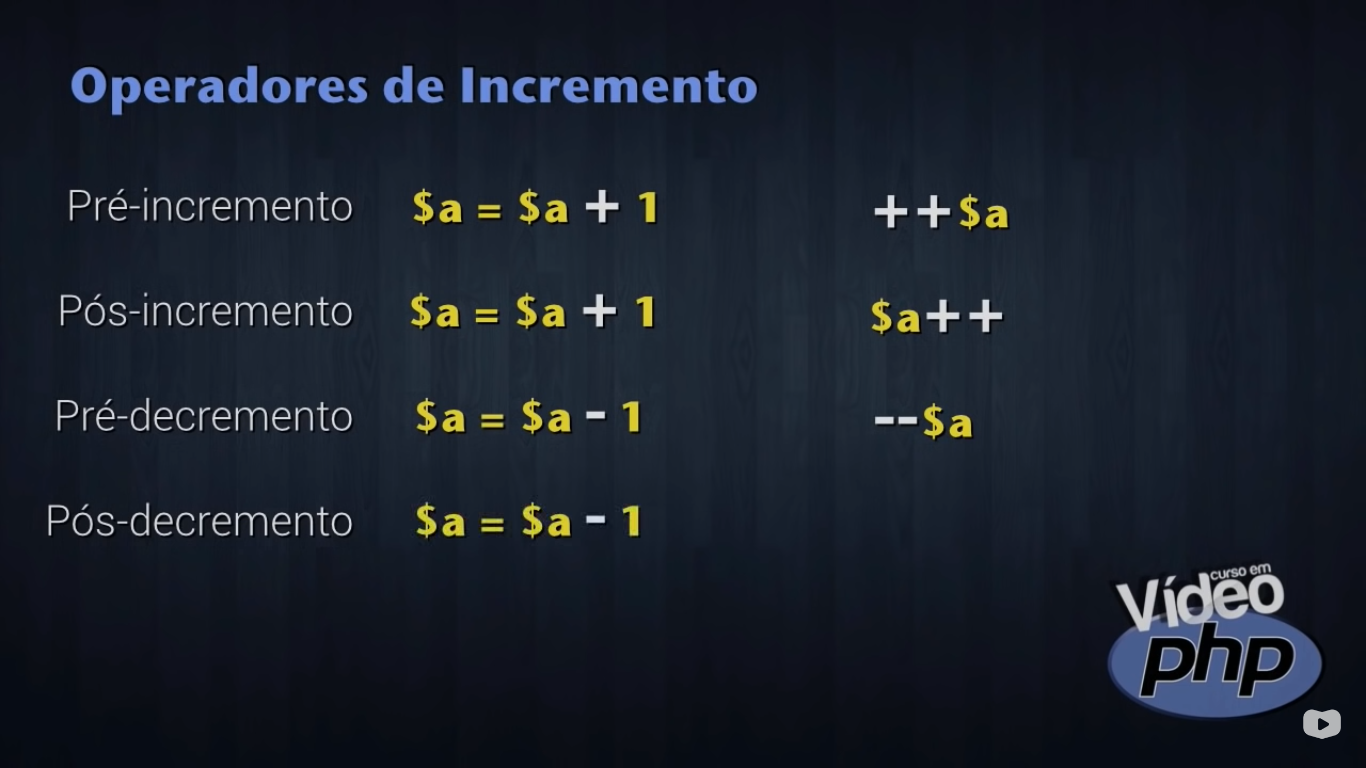 Operadores de Incremento
Pré-incremento $a = $a + 1 ++$a
Pós-incremento $a = $a + 1 $a++
Pré-decremento $a = $a - 1 --$a
Pós-decremento $a = $a - 1
curso em
Vídeo
php